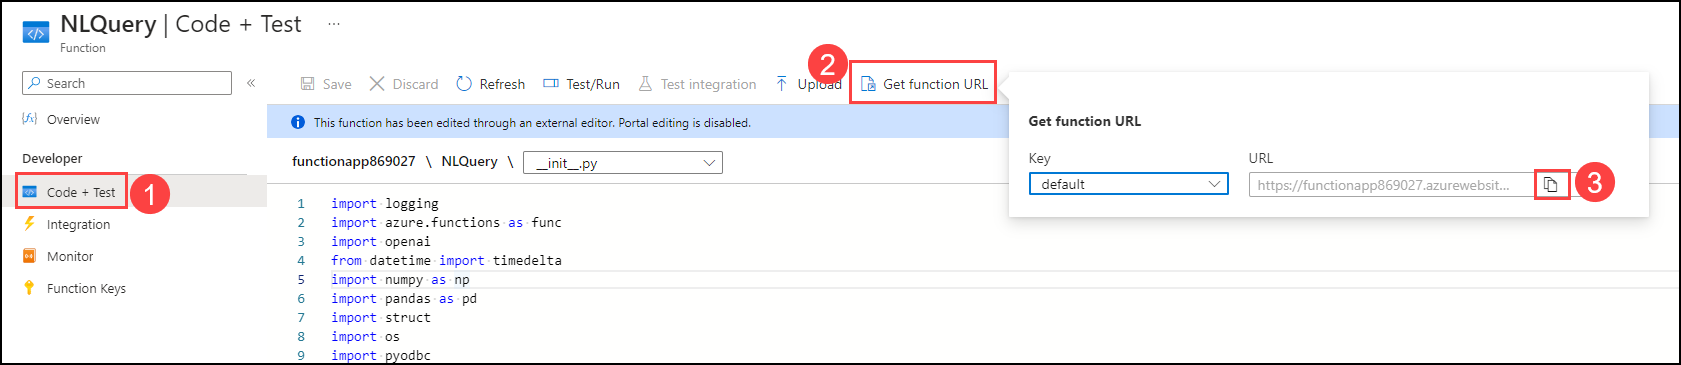 NLQuery | Code + Test ...
Function
Search
«
Overview
Developer
Code + Test
1
Integration
Monitor
Function Keys
Save
Discard
Refresh
Test/Run
Test integration
Upload
2
Get function URL
This function has been edited through an external editor. Portal editing is disabled.
functionapp869027 \ NLQuery \ __init__.py
1 import logging
2 import azure.functions as func
3 import openai
4 from datetime import timedelta
5 import numpy as np
6 import pandas as pd
7 import struct
8 import os
9 import pyodbc
Get function URL
Key
default
URL
https://functionapp869027.azurewebsit...
3